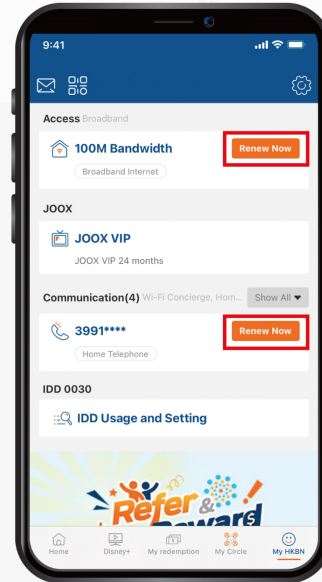 9:41
Access Broadband
100M Bandwidth
Renew Now
Broadband Internet
JOOX
JOOX VIP
JOOX VIP 24 months
Communication(4) Wi-Fi Concierge, Hom...
Show All
3991****
Renew Now
Home Telephone
IDD 0030
IDD Usage and Setting
Refer &
Reward
Home
Disney+
My redemption
My Circle
My HKBN